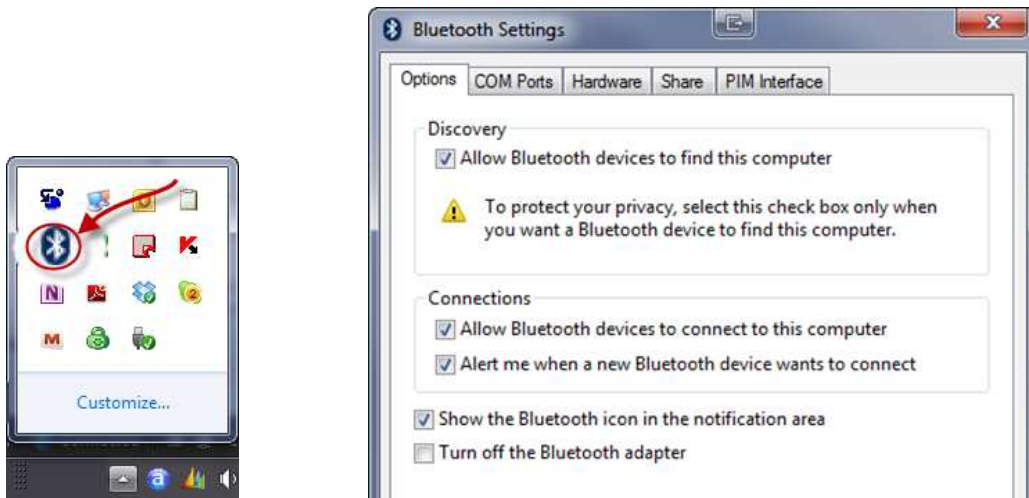 Customize...
Bluetooth Settings
Options COM Ports Hardware Share PIM Interface
Discovery
Allow Bluetooth devices to find this computer
To protect your privacy, select this check box only when
you want a Bluetooth device to find this computer.
Connections
Allow Bluetooth devices to connect to this computer
Alert me when a new Bluetooth device wants to connect
Show the Bluetooth icon in the notification area
Turn off the Bluetooth adapter